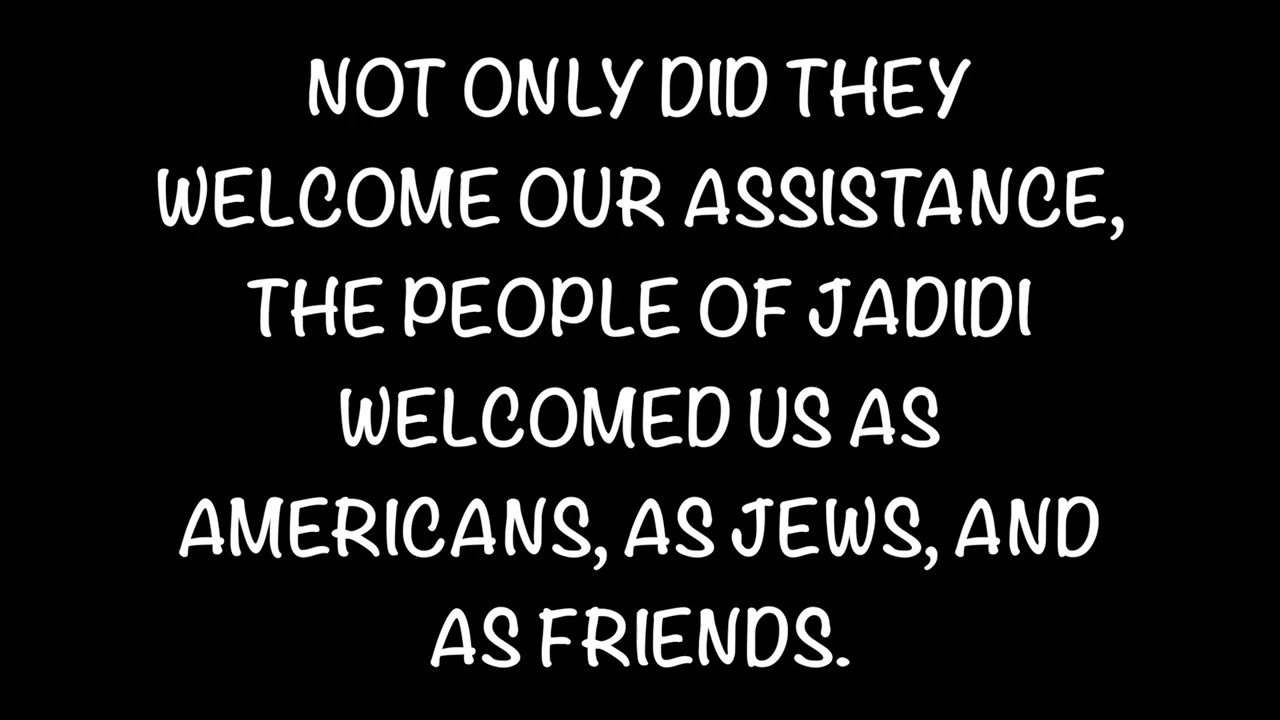 NOT ONLY DID THEY
WELCOME OUR ASSISTANCE,
THE PEOPLE OF JADIDI
WELCOMED US AS
AMERICANS, AS JEWS, AND
AS FRIENDS.